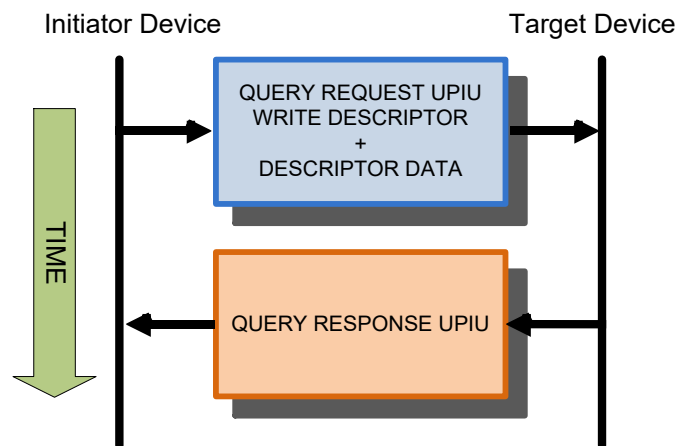 Initiator Device
Target Device
QUERY REQUEST UPIU
WRITE DESCRIPTOR
+
DESCRIPTOR DATA
TIME
QUERY RESPONSE UPIU